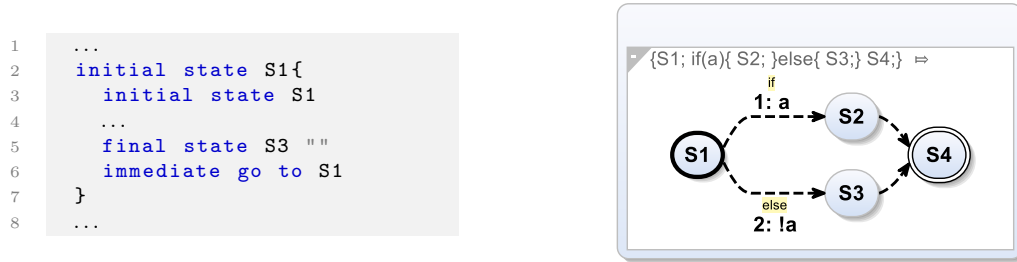 1 ...
2 initial state S1{
3 initial state S1
4 ...
5 final state S3 ""
6 immediate go to S1
7 }
8 ...
- {S1; if(a){ S2; }else{ S3;} S4;} ⤇
if
1: a
S2
S1
S4
S3
else
2: !a